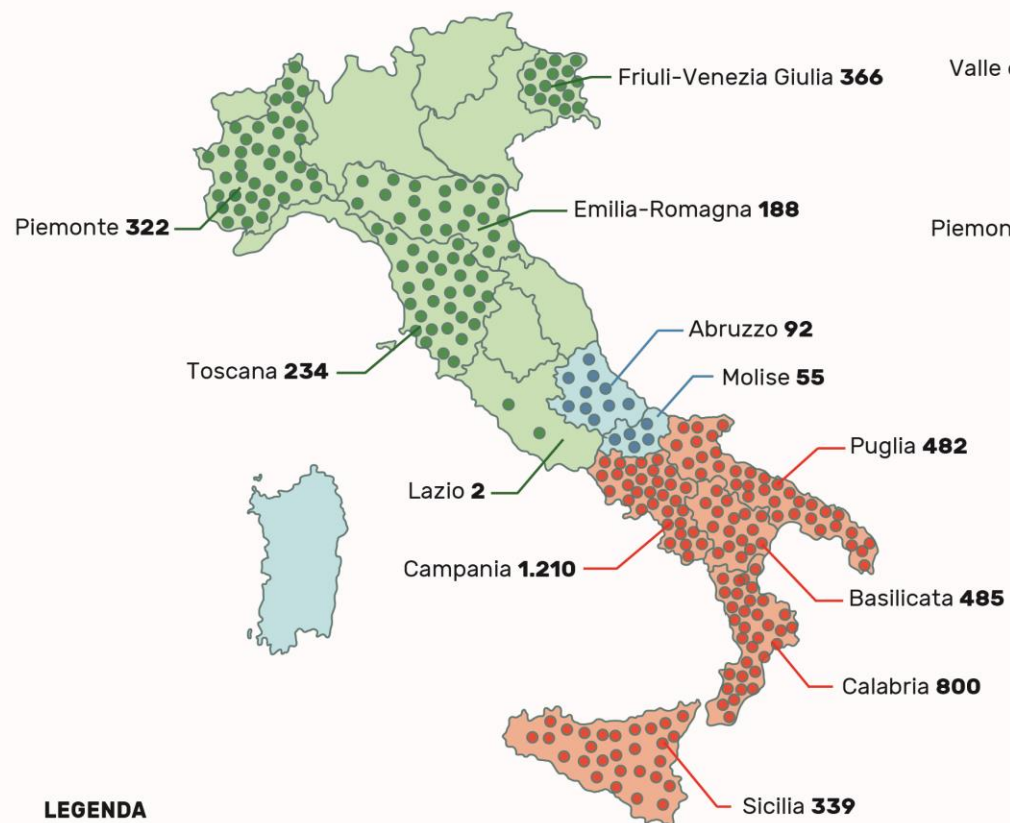 Friuli-Venezia Giulia 366
Valle
Emilia-Romagna 188
Piemonte 322
Abruzzo 92
Toscana 234
Molise 55
Puglia 482
Lazio 2
Campania 1.210
Basilicata 485
Calabria 800
Sicilia 339
LEGENDA